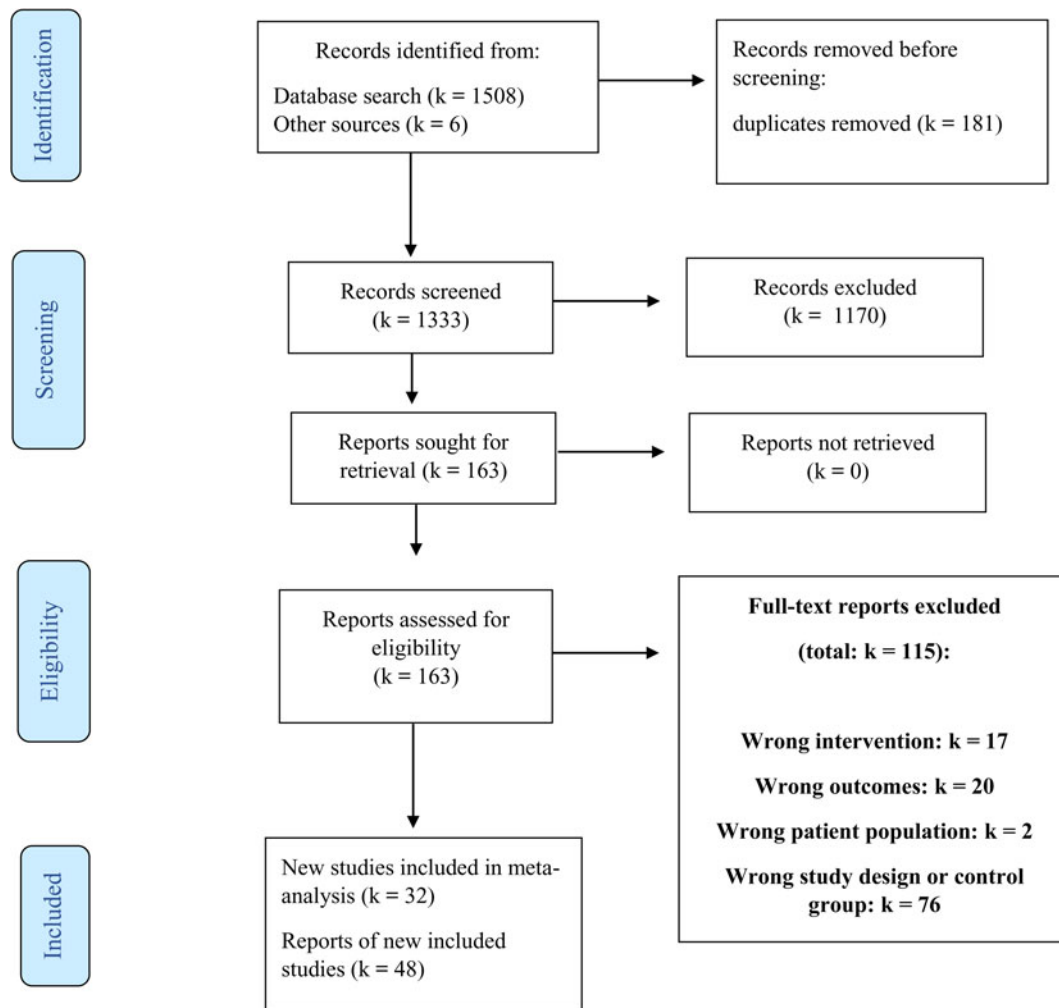 Identification
Records identified from:
Database search (k = 1508)
Other sources (k = 6)
Records removed before
screening:
duplicates removed (k = 181)
Screening
Records screened
(k = 1333)
Records excluded
(k = 1170)
Reports sought for
retrieval (k = 163)
Reports not retrieved
(k = 0)
Eligibility
Reports assessed for
eligibility
(k = 163)
Full-text reports excluded
(total: k = 115):
Wrong intervention: k = 17
Wrong outcomes: k = 20
Wrong patient population: k = 2
Wrong study design or control
group: k = 76
Included
New studies included in meta-
analysis (k = 32)
Reports of new included
studies (k = 48)